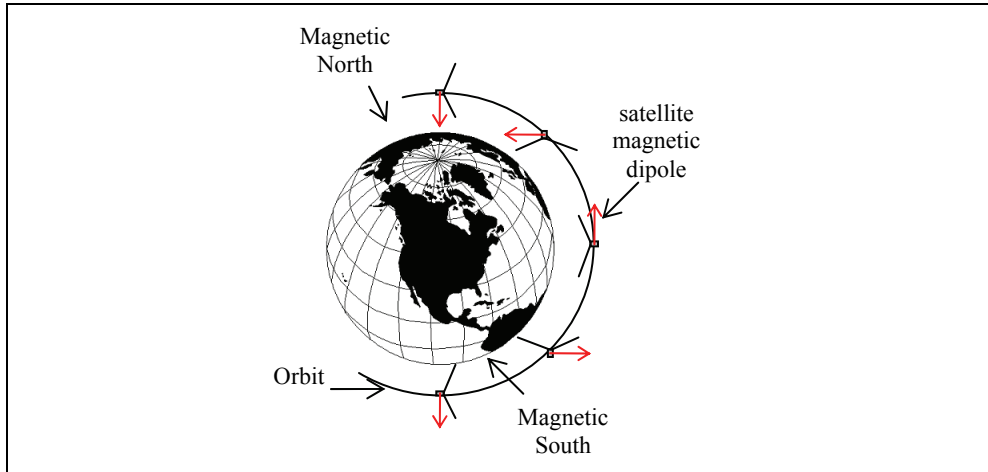 Magnetic
North
satellite
magnetic
dipole
Orbit
Magnetic
South